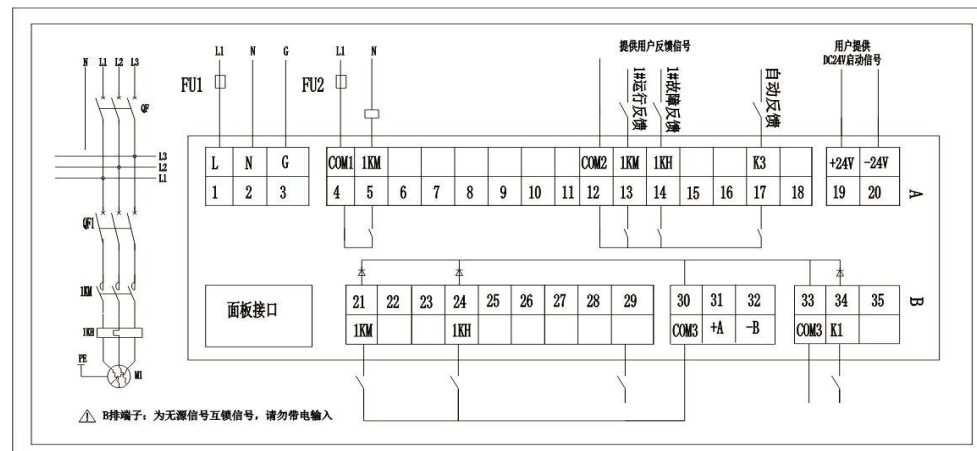 N L1 L2 L3
QF
L3
L2
L1
QF1
1KM
1KH
PE
M1
L1 N G
FU1
L1 N
FU2
提供用户反馈信号
1#运行反馈
1#故障反馈
自动反馈
用户提供
DC24V启动信号
L N G
1 2 3
COM1 1KM COM2 1KM 1KH K3
4 5 6 7 8 9 10 11 12 13 14 15 16 17 18
+24V -24V
19 20
A
面板接口
21 22 23 24 25 26 27 28 29
1KM 1KH
30 31 32
COM3 +A -B
33 34 35
COM3 K1
B
B排端子：为无源信号互锁信号，请勿带电输入